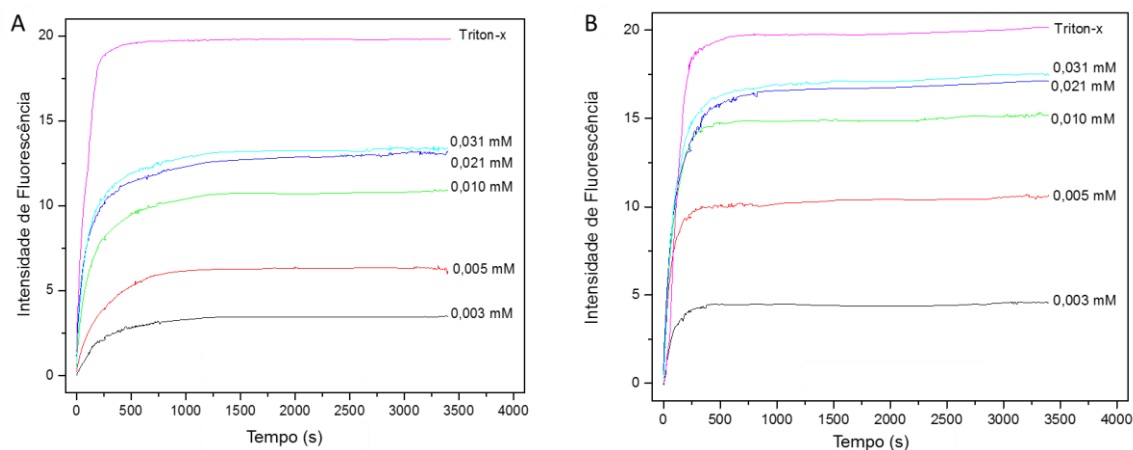 A
Intensidade de Fluorescência
20
15
10
5
0
Triton-x
0,031 mM
0,021 mM
0,010 mM
0,005 mM
0,003 mM
0 500 1000 1500 2000 2500 3000 3500 4000
Tempo (s)
B
Intensidade de Fluorescência
20
15
10
5
0
Triton-x
0,031 mM
0,021 mM
0,010 mM
0,005 mM
0,003 mM
0 500 1000 1500 2000 2500 3000 3500 4000
Tempo (s)